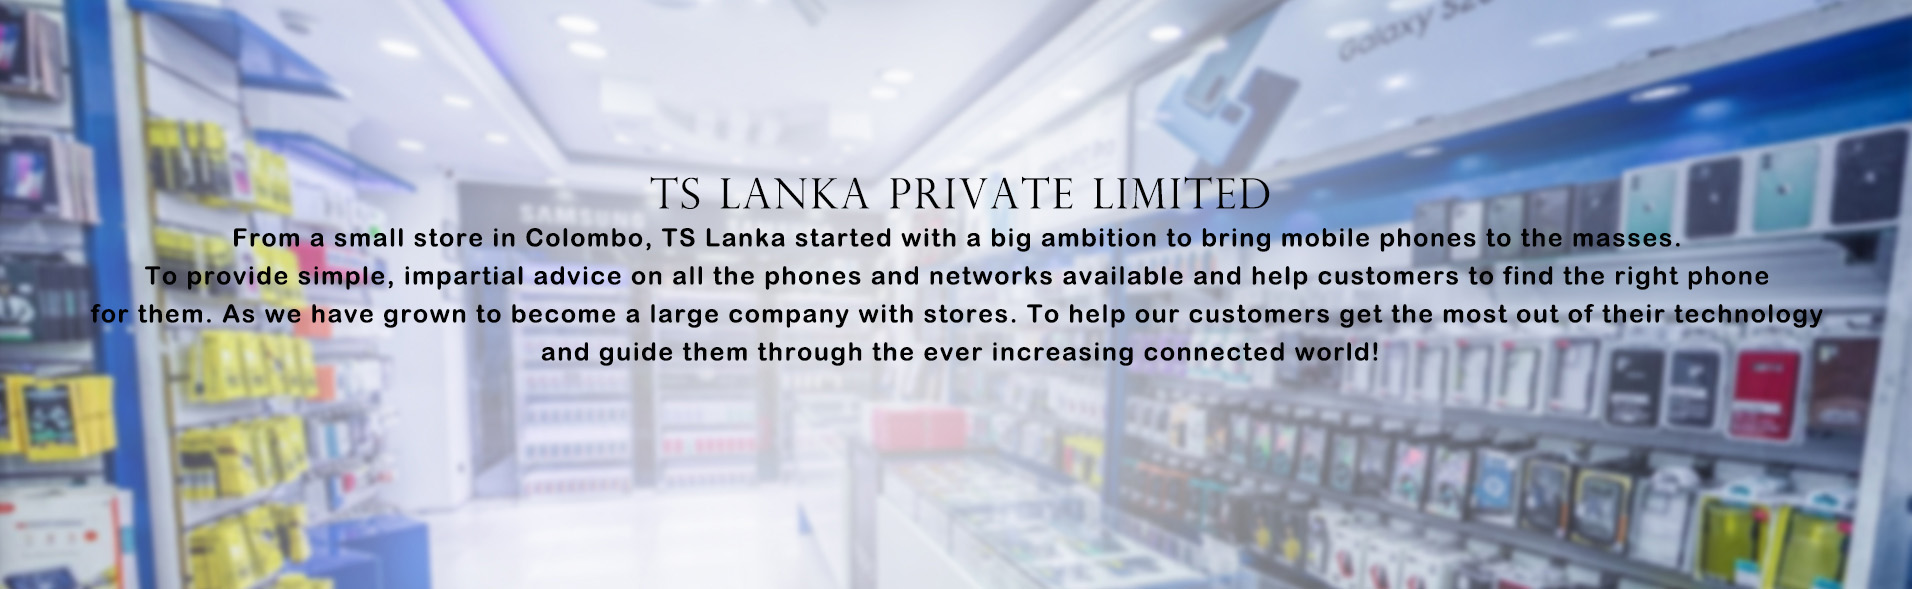 Galaxy
SAMSUNG
TS LANKA PRIVATE LIMITED
From a small store in Colombo, TS Lanka started with a big ambition to bring mobile phones to the masses.
To provide simple, impartial advice on all the phones and networks available and help customers to find the right phone
for them. As we have grown to become a large company with stores. To help our customers get the most out of their technology
and guide them through the ever increasing connected world!